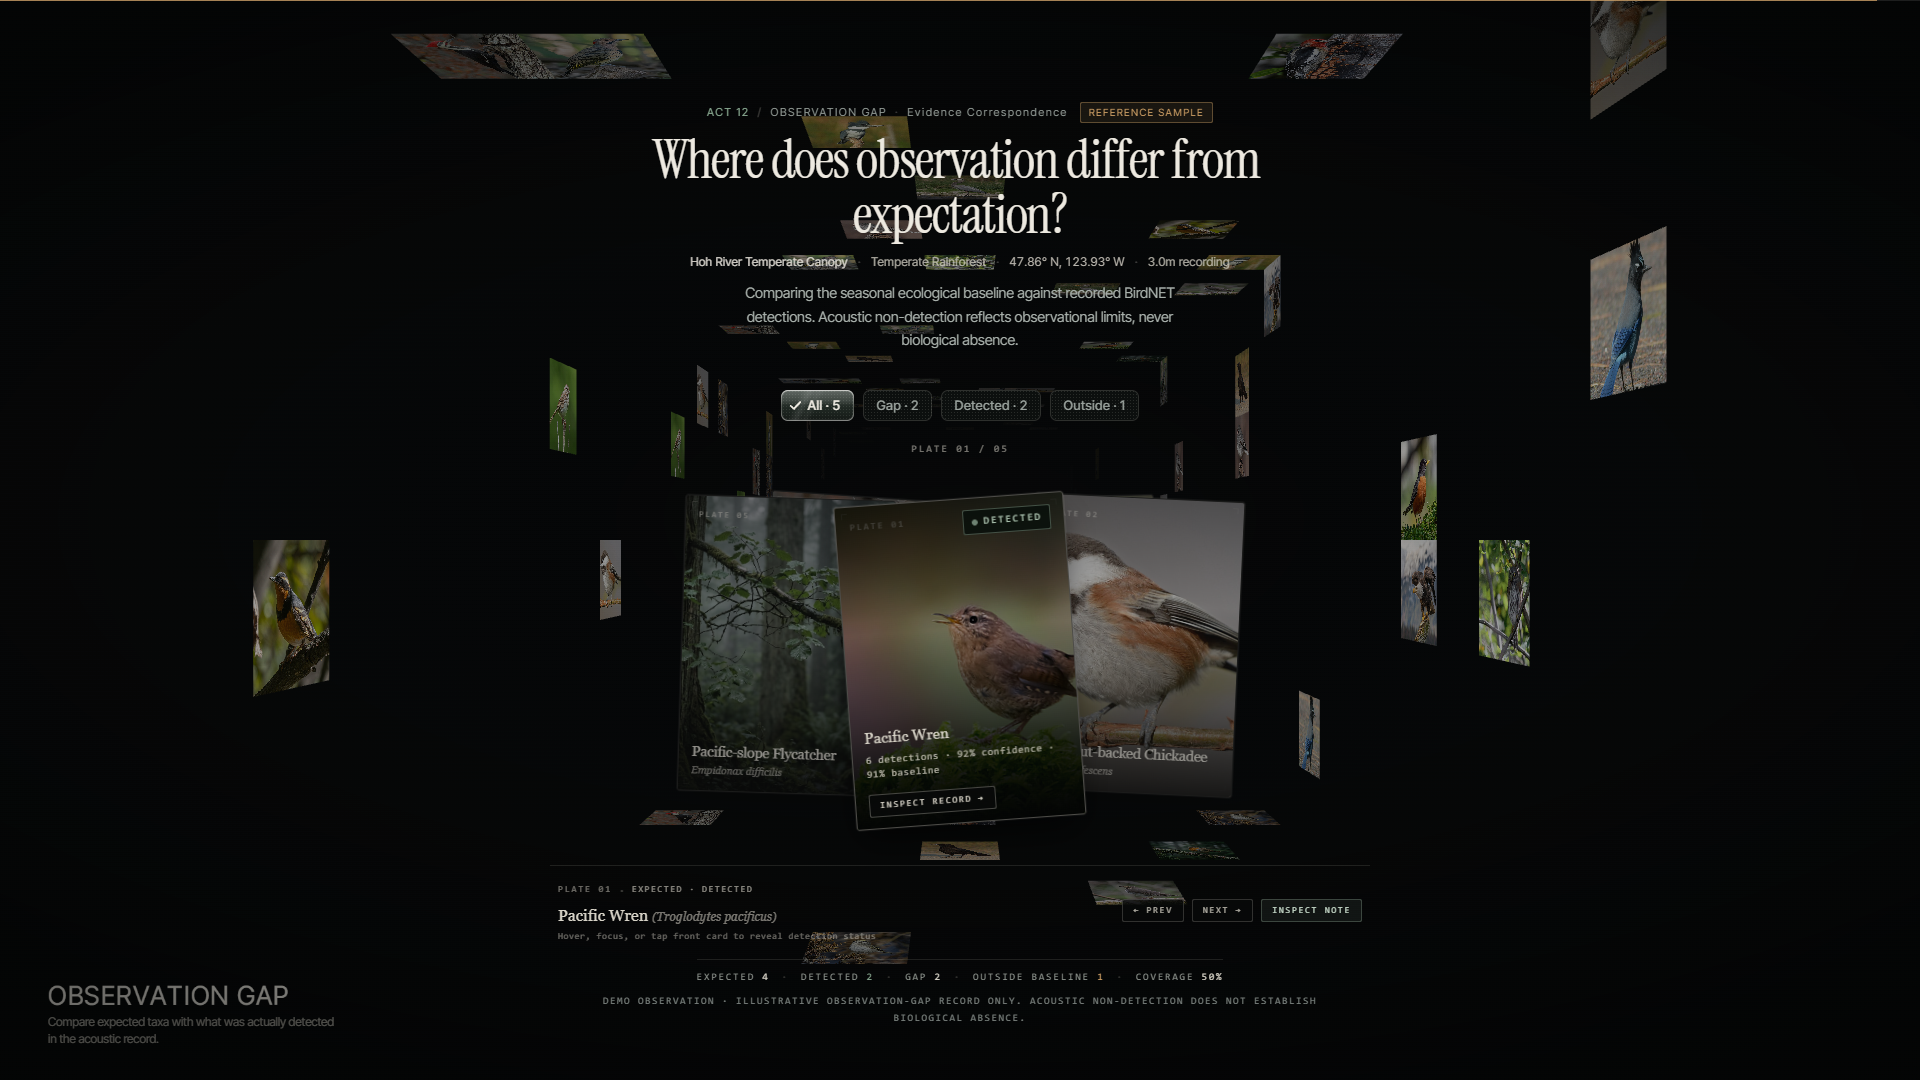 ACT 12 / OBSERVATION GAP · Evidence Correspondence REFERENCE SAMPLE
Where does observation differ from
expectation?
Hoh River Temperate Canopy · Temperate Rainforest · 47.86° N, 123.93° W · 3.0m recording
Comparing the seasonal ecological baseline against recorded BirdNET
detections. Acoustic non-detection reflects observational limits, never
biological absence.
✓ All · 5 Gap · 2 Detected · 2 Outside · 1
PLATE 01 / 05
PLATE 05
Pacific-slope Flycatcher
Empidonax difficilis
PLATE 01 DETECTED
Pacific Wren
6 detections · 92% confidence ·
91% baseline
INSPECT RECORD →
02
-backed Chickadee
PLATE 01 . EXPECTED · DETECTED
Pacific Wren (Troglodytes pacificus)
Hover, focus, or tap front card to reveal detection status
← PREV NEXT → INSPECT NOTE
EXPECTED 4 · DETECTED 2 · GAP 2 · OUTSIDE BASELINE 1 · COVERAGE 50%
DEMO OBSERVATION · ILLUSTRATIVE OBSERVATION-GAP RECORD ONLY. ACOUSTIC NON-DETECTION DOES NOT ESTABLISH
BIOLOGICAL ABSENCE.
OBSERVATION GAP
Compare expected taxa with what was actually detected
in the acoustic record.